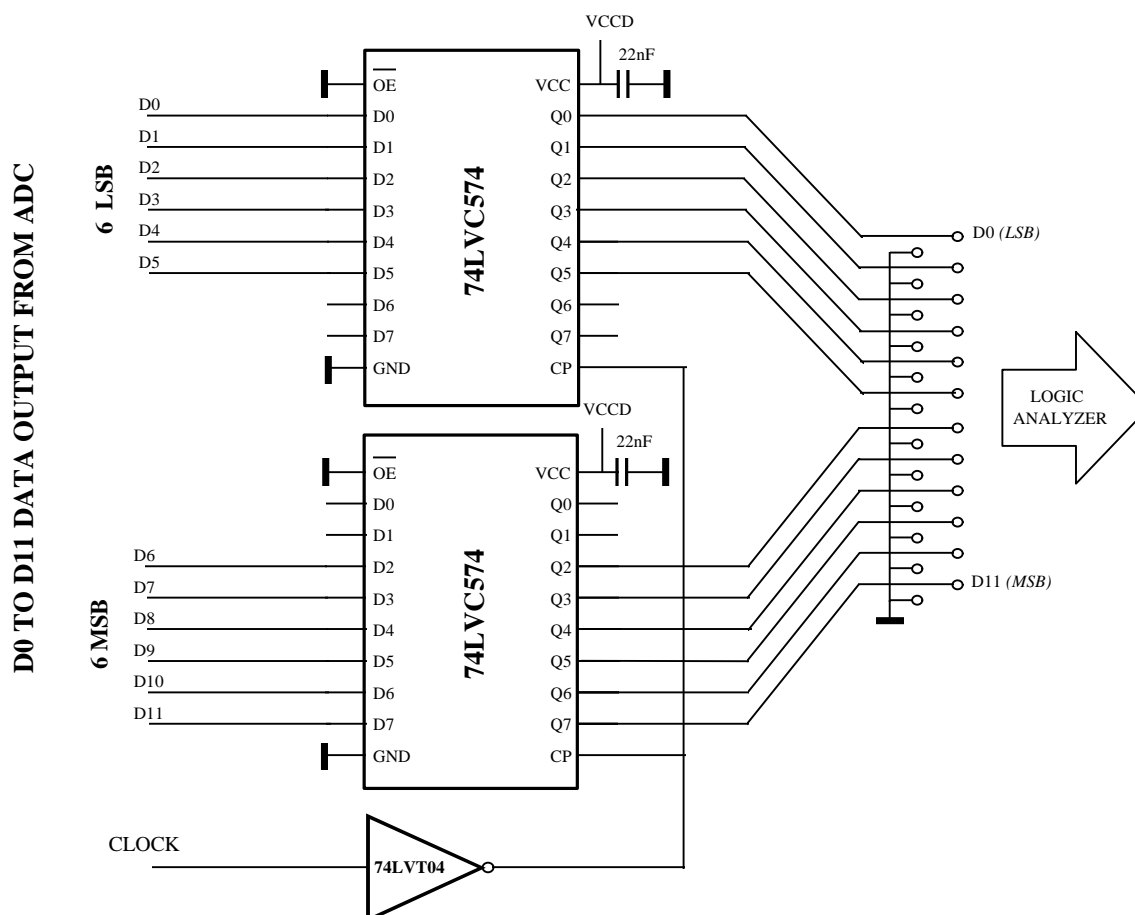 D0 TO D11 DATA OUTPUT FROM ADC
6 LSB
D0
D1
D2
D3
D4
D5
VCCD
22nF
74LVC574
OE
D0
D1
D2
D3
D4
D5
D6
D7
GND
VCC
Q0
Q1
Q2
Q3
Q4
Q5
Q6
Q7
CP
6 MSB
D6
D7
D8
D9
D10
D11
VCCD
22nF
74LVC574
OE
D0
D1
D2
D3
D4
D5
D6
D7
GND
VCC
Q0
Q1
Q2
Q3
Q4
Q5
Q6
Q7
CP
CLOCK
74LVT04
D0 (LSB)
D11 (MSB)
LOGIC
ANALYZER